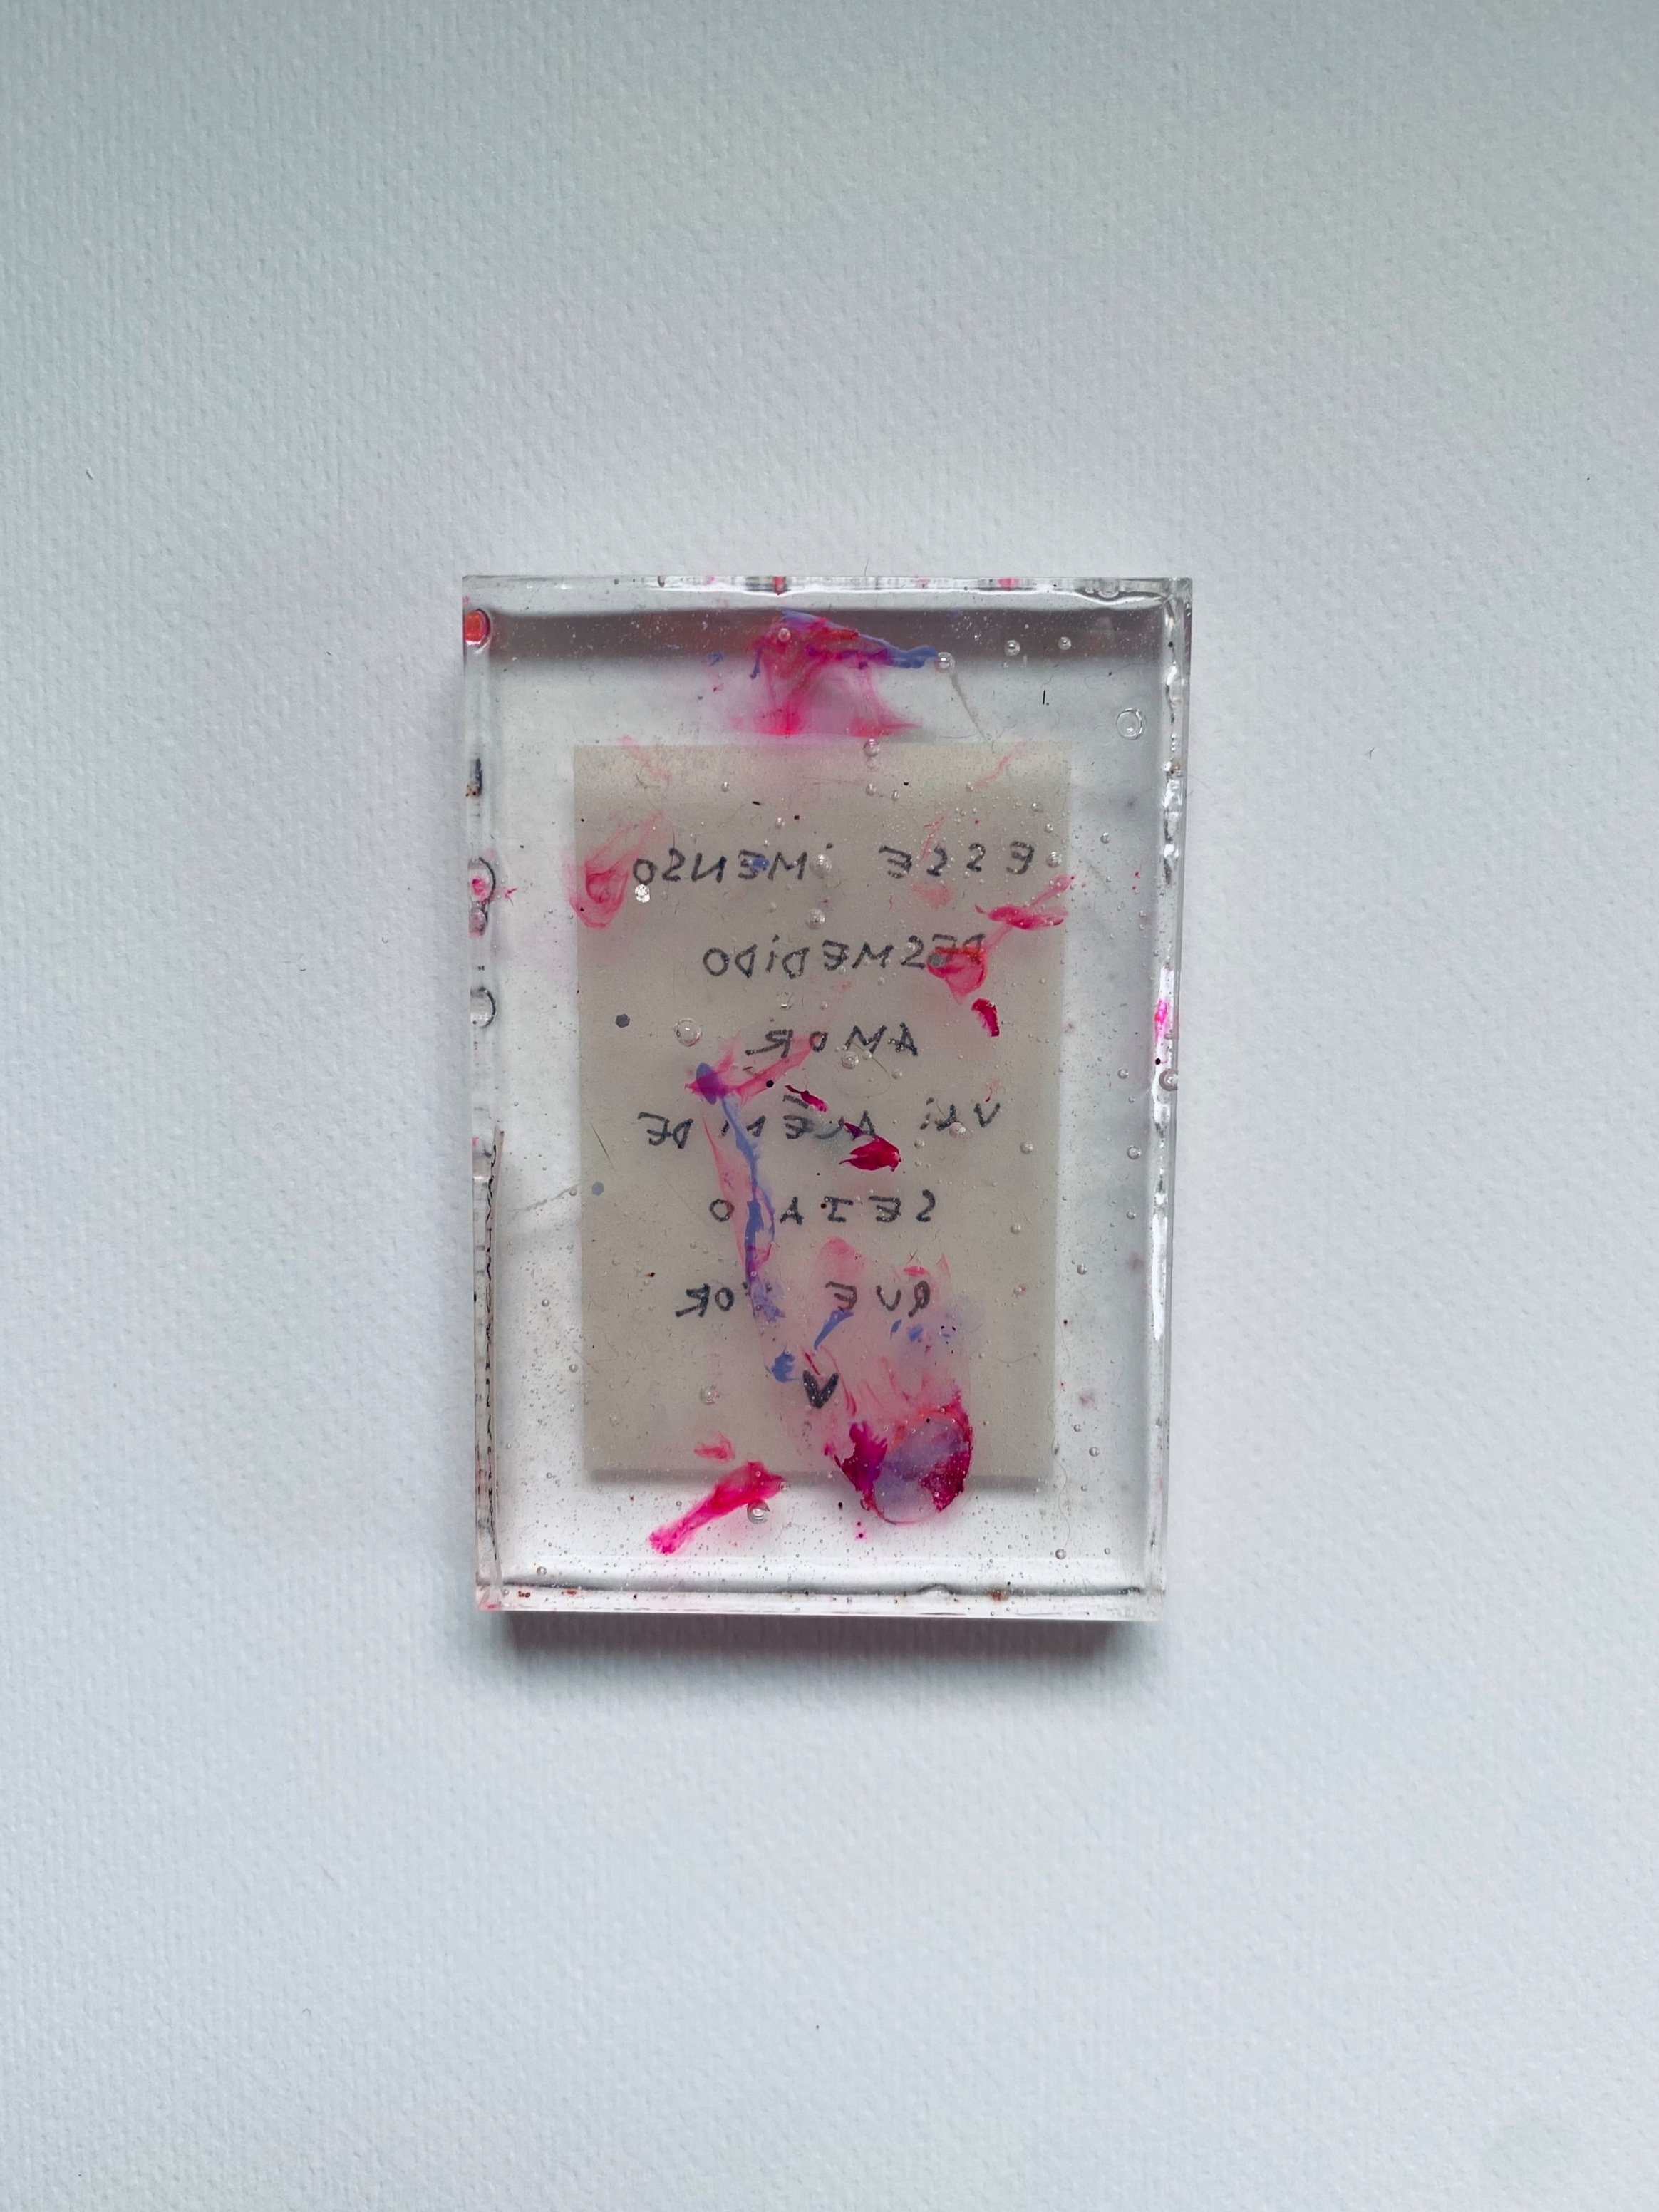 ESSE iMENSO
DESMEDiDO
AMOR
VAi ALÉM DE
SEJA O
QUE FOR